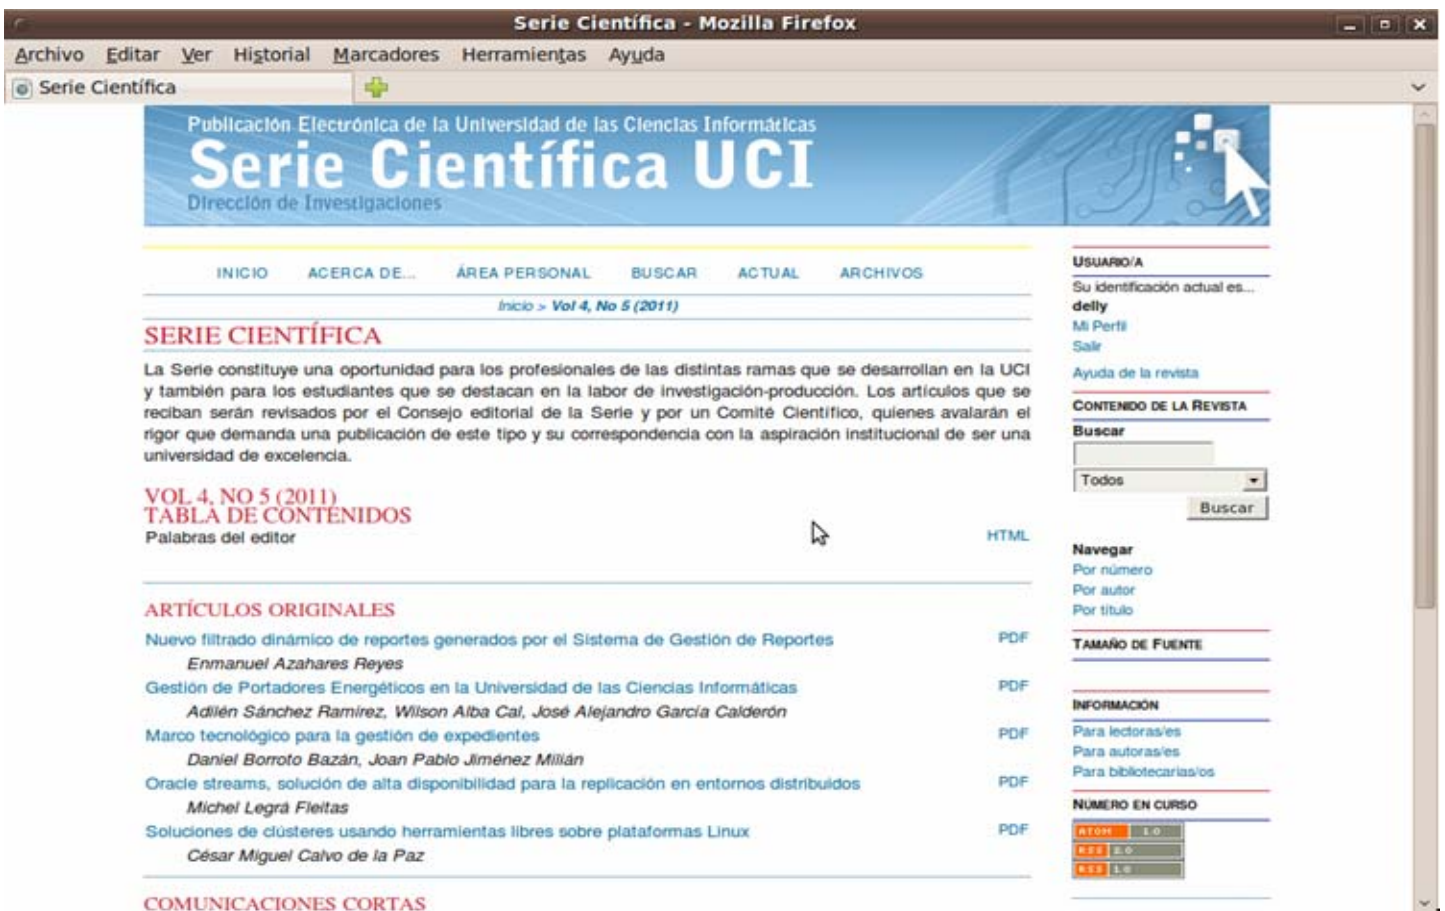 Serie Científica - Mozilla Firefox
Archivo Editar Ver Historial Marcadores Herramientas Ayuda
Serie Científica
Publicación Electrónica de la Universidad de las Ciencias Informáticas
Serie Científica UCI
Dirección de Investigaciones
INICIO ACERCA DE... ÁREA PERSONAL BUSCAR ACTUAL ARCHIVOS
Inicio > Vol 4, No 5 (2011)
SERIE CIENTÍFICA
La Serie constituye una oportunidad para los profesionales de las distintas ramas que se desarrollan en la UCI
y también para los estudiantes que se destacan en la labor de investigación-producción. Los artículos que se
reciban serán revisados por el Consejo editorial de la Serie y por un Comité Científico, quienes avalarán el
rigor que demanda una publicación de este tipo y su correspondencia con la aspiración institucional de ser una
universidad de excelencia.
VOL 4, NO 5 (2011)
TABLA DE CONTENIDOS
Palabras del editor HTML
ARTÍCULOS ORIGINALES
Nuevo filtrado dinámico de reportes generados por el Sistema de Gestión de Reportes PDF
Enmanuel Azahares Reyes
Gestión de Portadores Energéticos en la Universidad de las Ciencias Informáticas PDF
Adilén Sánchez Ramirez, Wilson Alba Cal, José Alejandro García Calderón
Marco tecnológico para la gestión de expedientes PDF
Daniel Borroto Bazán, Joan Pablo Jiménez Milián
Oracle streams, solución de alta disponibilidad para la replicación en entornos distribuidos PDF
Michel Legrá Fleitas
Soluciones de clústeres usando herramientas libres sobre plataformas Linux PDF
César Miguel Calvo de la Paz
COMUNICACIONES CORTAS
USUARIO/A
Su identificación actual es...
delly
Mi Perfil
Salir
Ayuda de la revista
CONTENIDO DE LA REVISTA
Buscar
Todos
Buscar
Navegar
Por número
Por autor
Por título
TAMAÑO DE FUENTE
INFORMACIÓN
Para lectoras/es
Para autoras/es
Para bibliotecarias/os
NÚMERO EN CURSO
ATOM 1.0
RSS 2.0
RSS 1.0